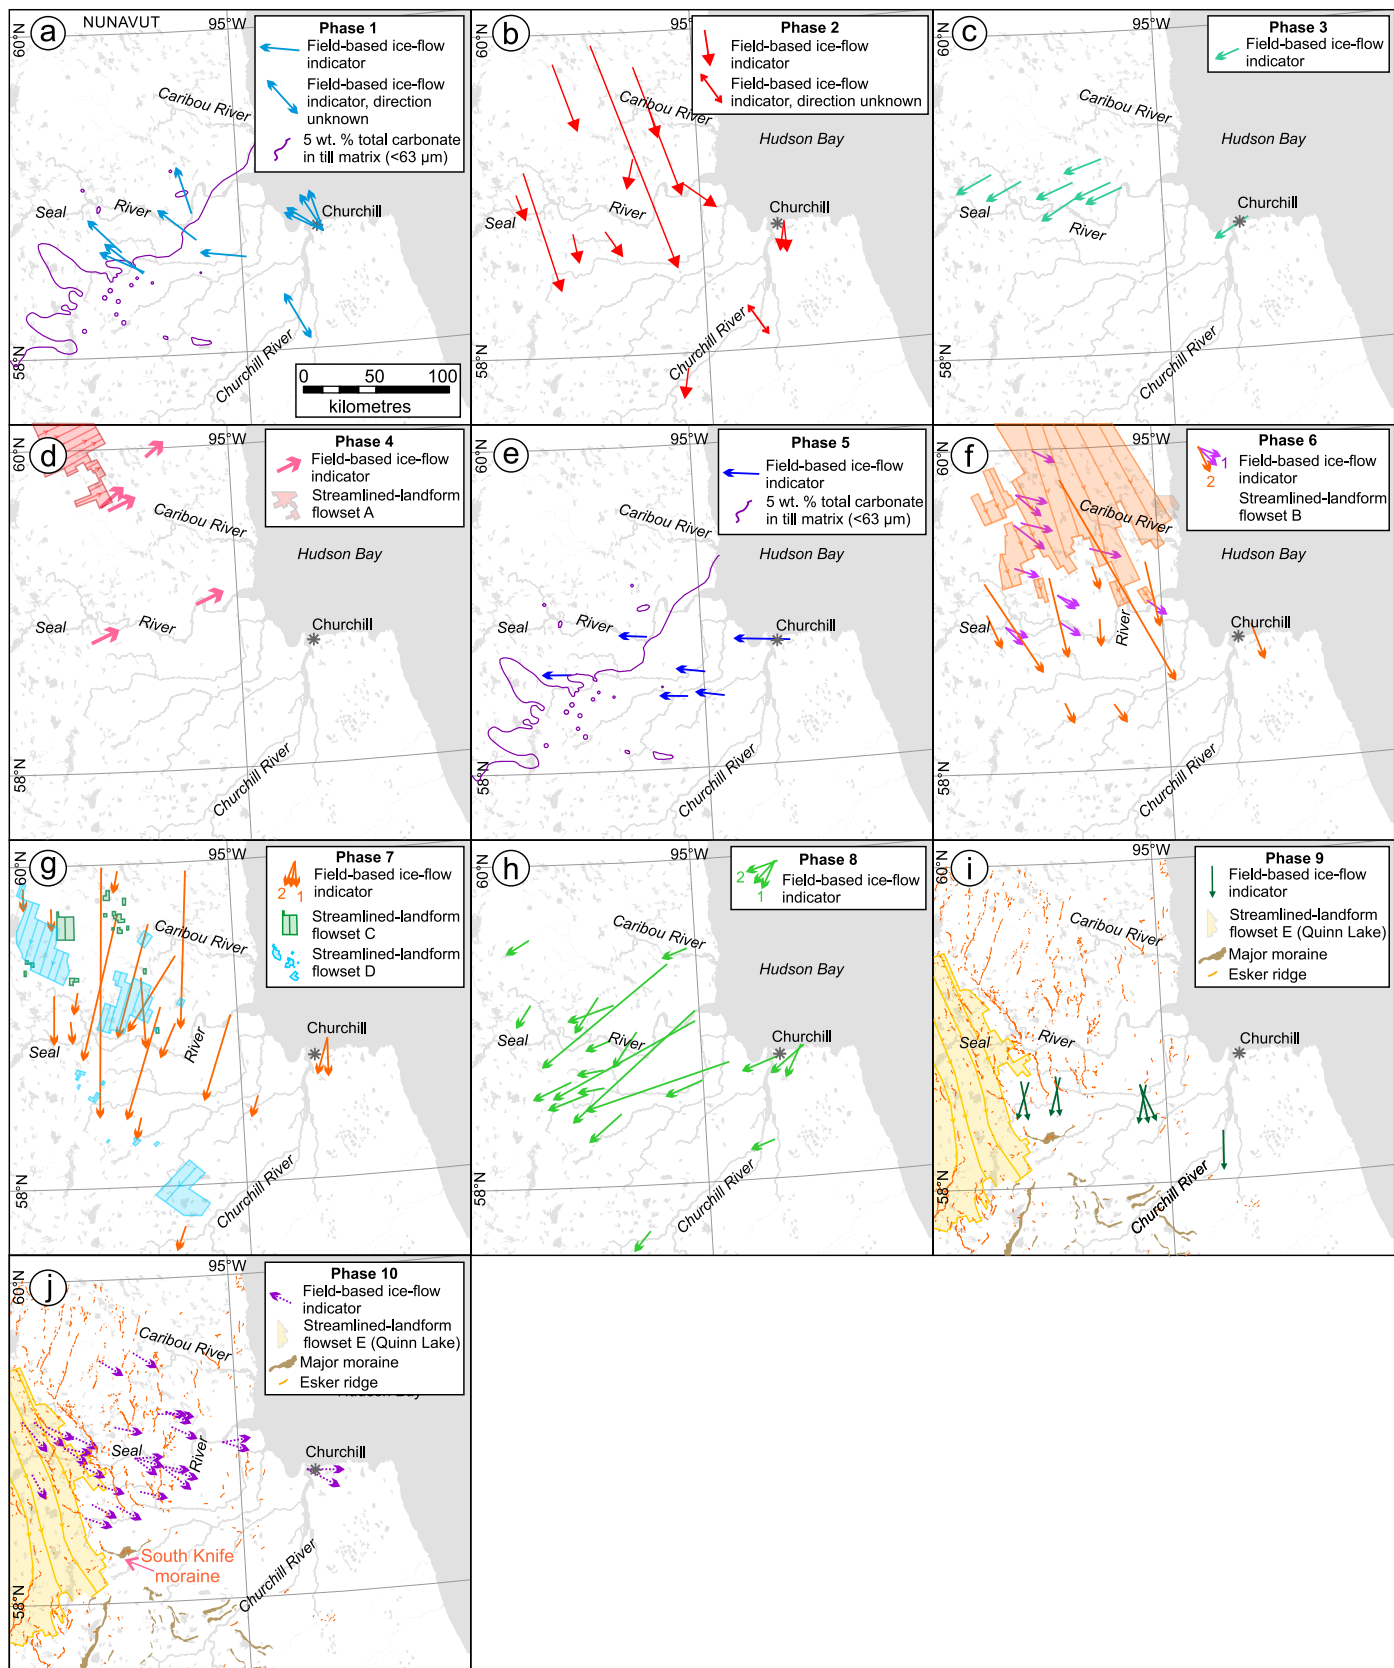 a
NUNAVUT
95°W
60°N
Phase 1
Field-based ice-flow
indicator
Field-based ice-flow
indicator, direction
unknown
5 wt. % total carbonate
in till matrix (<63 µm)
Caribou River
Seal
River
Churchill
58°N
Churchill River
0 50 100
kilometres
b
60°N
Phase 2
Field-based ice-flow
indicator
Field-based ice-flow
indicator, direction unknown
Caribou River
Hudson Bay
Seal
River
Churchill
58°N
Churchill River
c
60°N
Phase 3
Field-based ice-flow
indicator
Caribou River
Hudson Bay
Seal
River
Churchill
58°N
Churchill River
d
60°N
95°W
Phase 4
Field-based ice-flow
indicator
Streamlined-landform
flowset A
Caribou River
Hudson Bay
Seal
River
Churchill
58°N
Churchill River
e
60°N
95°W
Phase 5
Field-based ice-flow
indicator
5 wt. % total carbonate
in till matrix (<63 µm)
Caribou River
Hudson Bay
Seal
River
Churchill
58°N
Churchill River
f
60°N
95°W
Phase 6
1
2
Field-based ice-flow
indicator
Streamlined-landform
flowset B
Caribou River
Hudson Bay
Seal
River
Churchill
58°N
Churchill River
g
60°N
95°W
Phase 7
2 1
Field-based ice-flow
indicator
Streamlined-landform
flowset C
Streamlined-landform
flowset D
Caribou River
Seal
River
Churchill
58°N
Churchill River
h
60°N
95°W
Phase 8
2
1
Field-based ice-flow
indicator
Caribou River
Hudson Bay
Seal
River
Churchill
58°N
Churchill River
i
60°N
95°W
Phase 9
Field-based ice-flow
indicator
Streamlined-landform
flowset E (Quinn Lake)
Major moraine
Esker ridge
Caribou River
Seal
River
Churchill
58°N
Churchill River
j
60°N
95°W
Phase 10
Field-based ice-flow
indicator
Streamlined-landform
flowset E (Quinn Lake)
Major moraine
Esker ridge
Caribou River
Hudson Bay
Seal
River
Churchill
South Knife
moraine
58°N
Churchill River